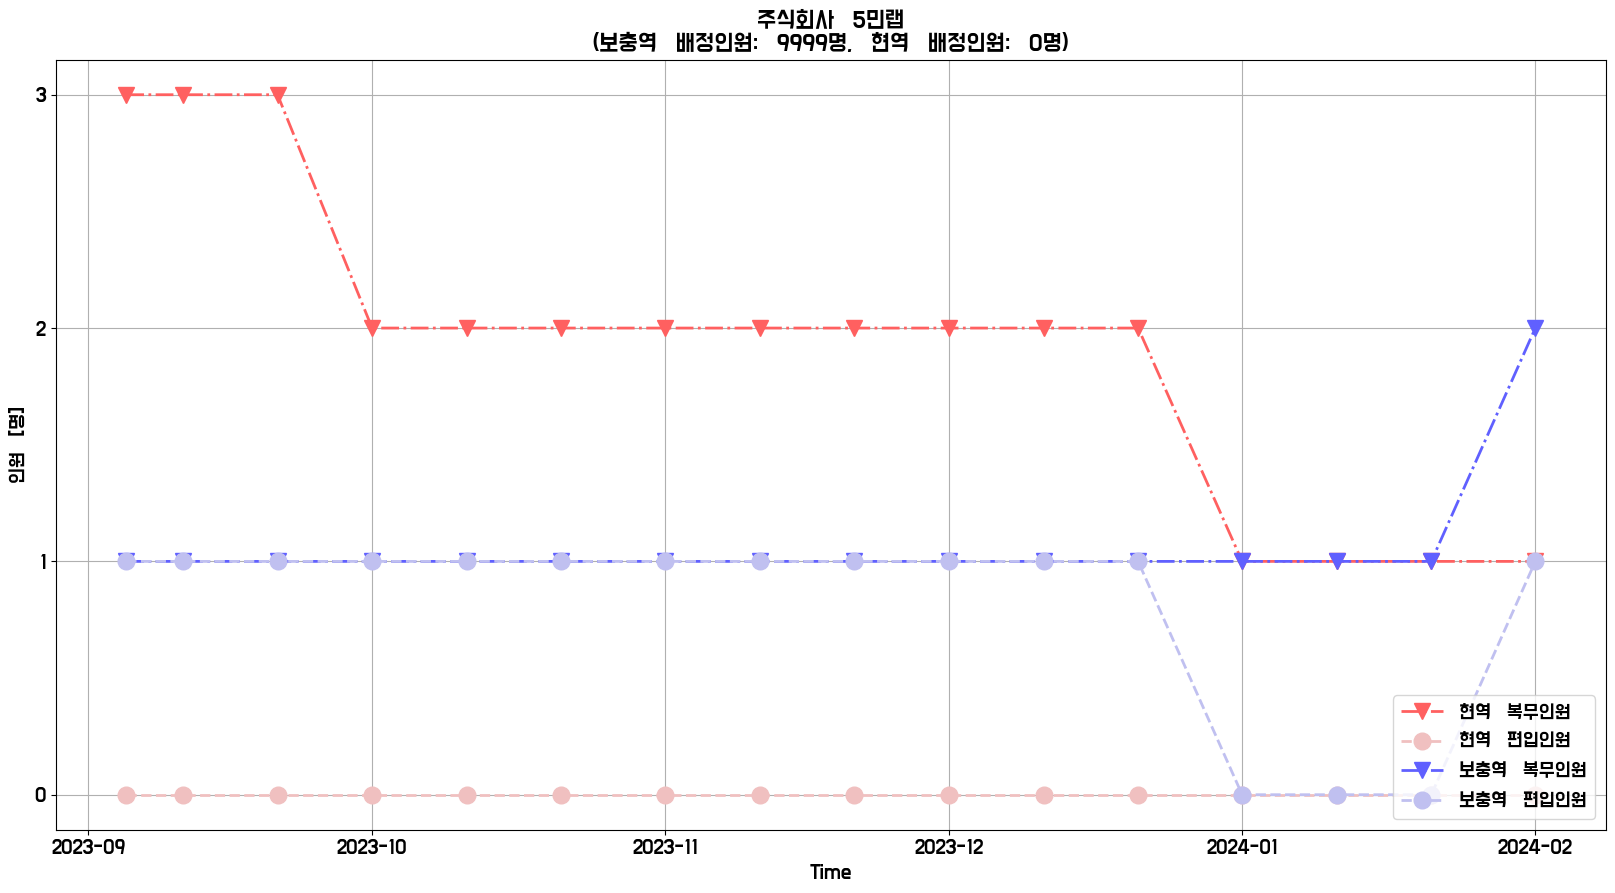 주식회사 5민랩
(보충역 배정인원: 9999명, 현역 배정인원: 0명)
3
2
1
0
인원 [명]
2023-09
2023-10
2023-11
2023-12
2024-01
2024-02
Time
현역 복무인원
현역 편입인원
보충역 복무인원
보충역 편입인원